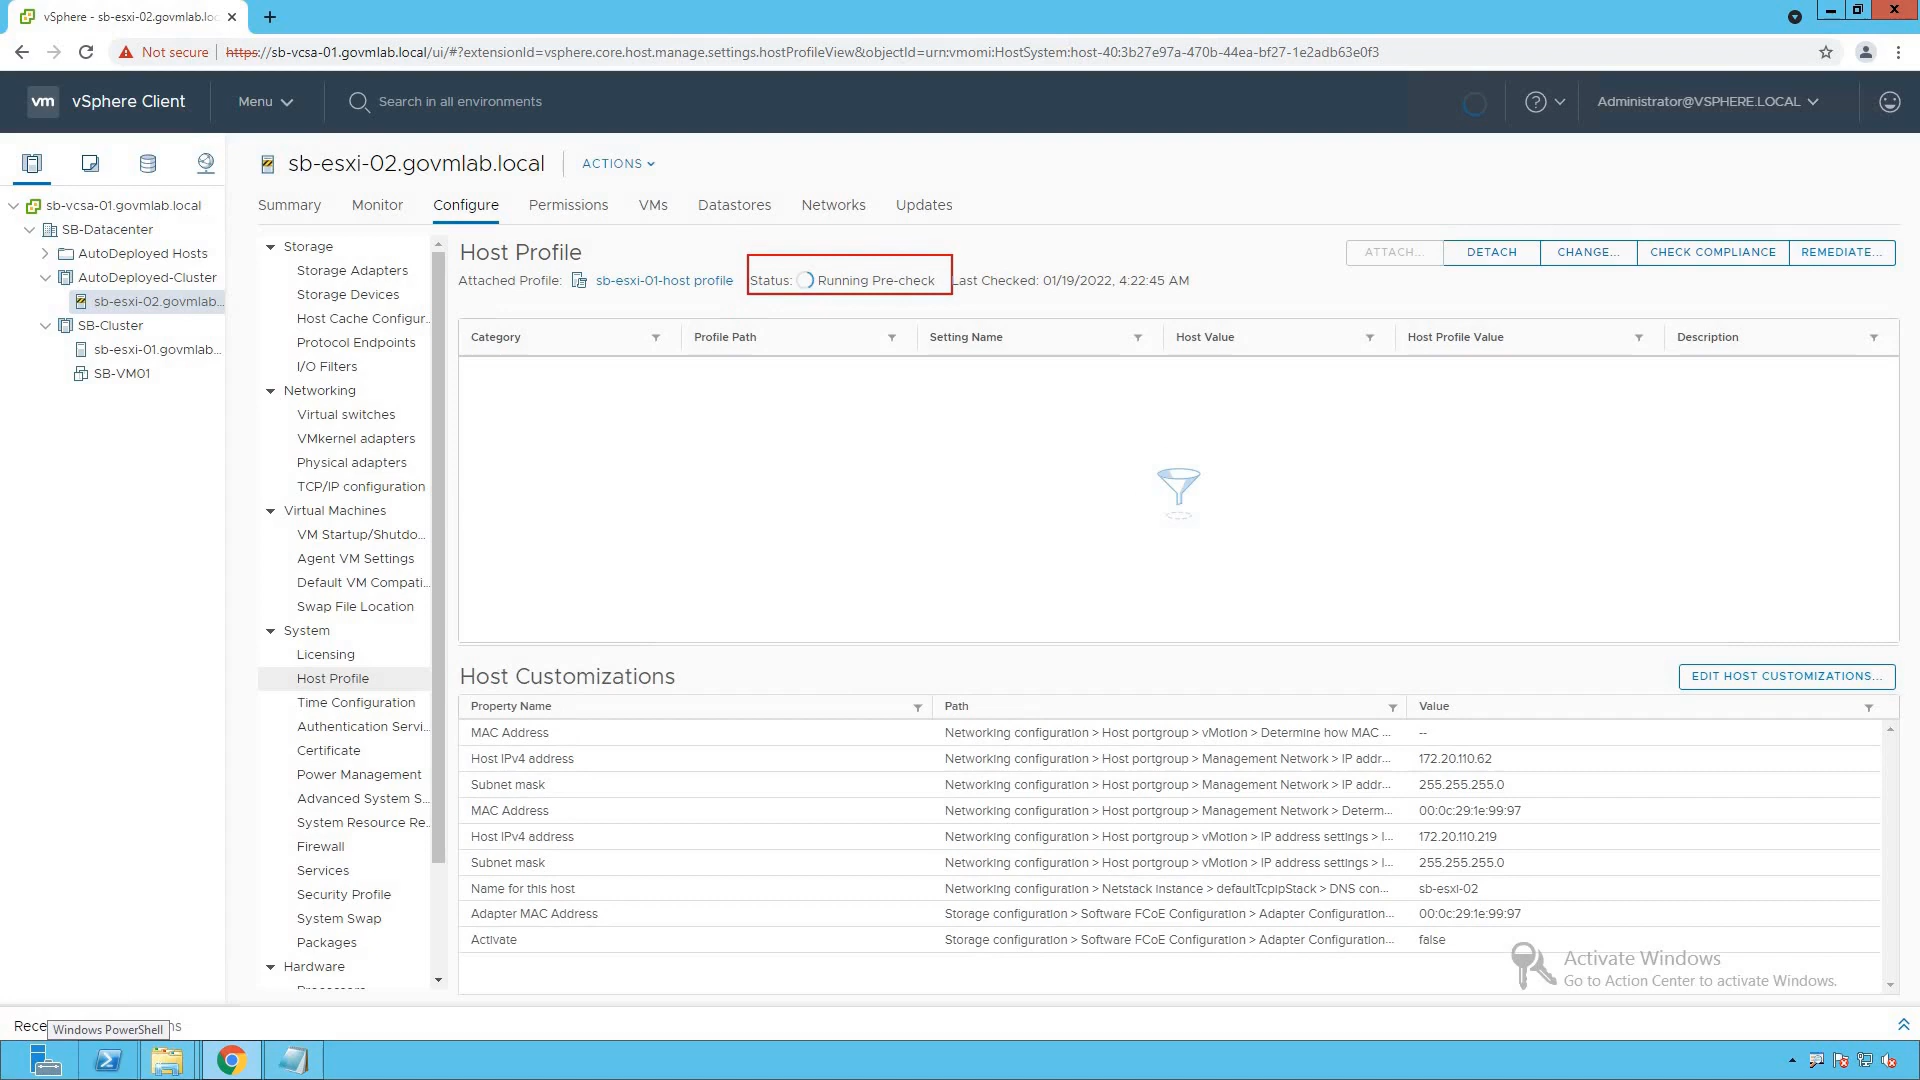 vSphere - sb-esxi-02.govmlab.loc
Not secure | https://sb-vcsa-01.govmlab.local/ui/#?extensionId=vsphere.core.host.manage.settings.hostProfileView&objectId=urn:vmomi:HostSystem:host-40:3b27e97a-470b-44ea-bf27-1e2adb63e0f3
vm vSphere Client Menu Search in all environments Administrator@VSPHERE.LOCAL
sb-vcsa-01.govmlab.local
SB-Datacenter
AutoDeployed Hosts
AutoDeployed-Cluster
sb-esxi-02.govmlab...
SB-Cluster
sb-esxi-01.govmlab...
SB-VM01
sb-esxi-02.govmlab.local ACTIONS
Summary Monitor Configure Permissions VMs Datastores Networks Updates
Storage
Storage Adapters
Storage Devices
Host Cache Configur...
Protocol Endpoints
I/O Filters
Networking
Virtual switches
VMkernel adapters
Physical adapters
TCP/IP configuration
Virtual Machines
VM Startup/Shutdo...
Agent VM Settings
Default VM Compati...
Swap File Location
System
Licensing
Host Profile
Time Configuration
Authentication Servi...
Certificate
Power Management
Advanced System S...
System Resource Re...
Firewall
Services
Security Profile
System Swap
Packages
Hardware
Host Profile
ATTACH... DETACH CHANGE... CHECK COMPLIANCE REMEDIATE...
Attached Profile: sb-esxi-01-host profile Status: Running Pre-check Last Checked: 01/19/2022, 4:22:45 AM
Category Profile Path Setting Name Host Value Host Profile Value Description
Host Customizations
EDIT HOST CUSTOMIZATIONS...
Property Name Path Value
MAC Address Networking configuration > Host portgroup > vMotion > Determine how MAC ... --
Host IPv4 address Networking configuration > Host portgroup > Management Network > IP addr... 172.20.110.62
Subnet mask Networking configuration > Host portgroup > Management Network > IP addr... 255.255.255.0
MAC Address Networking configuration > Host portgroup > Management Network > Determ... 00:0c:29:1e:99:97
Host IPv4 address Networking configuration > Host portgroup > vMotion > IP address settings > I... 172.20.110.219
Subnet mask Networking configuration > Host portgroup > vMotion > IP address settings > I... 255.255.255.0
Name for this host Networking configuration > Netstack Instance > defaultTcpipStack > DNS con... sb-esxi-02
Adapter MAC Address Storage configuration > Software FCoE Configuration > Adapter Configuration... 00:0c:29:1e:99:97
Activate Storage configuration > Software FCoE Configuration > Adapter Configuration... false
Activate Windows
Go to Action Center to activate Windows.
Rece
Windows PowerShell